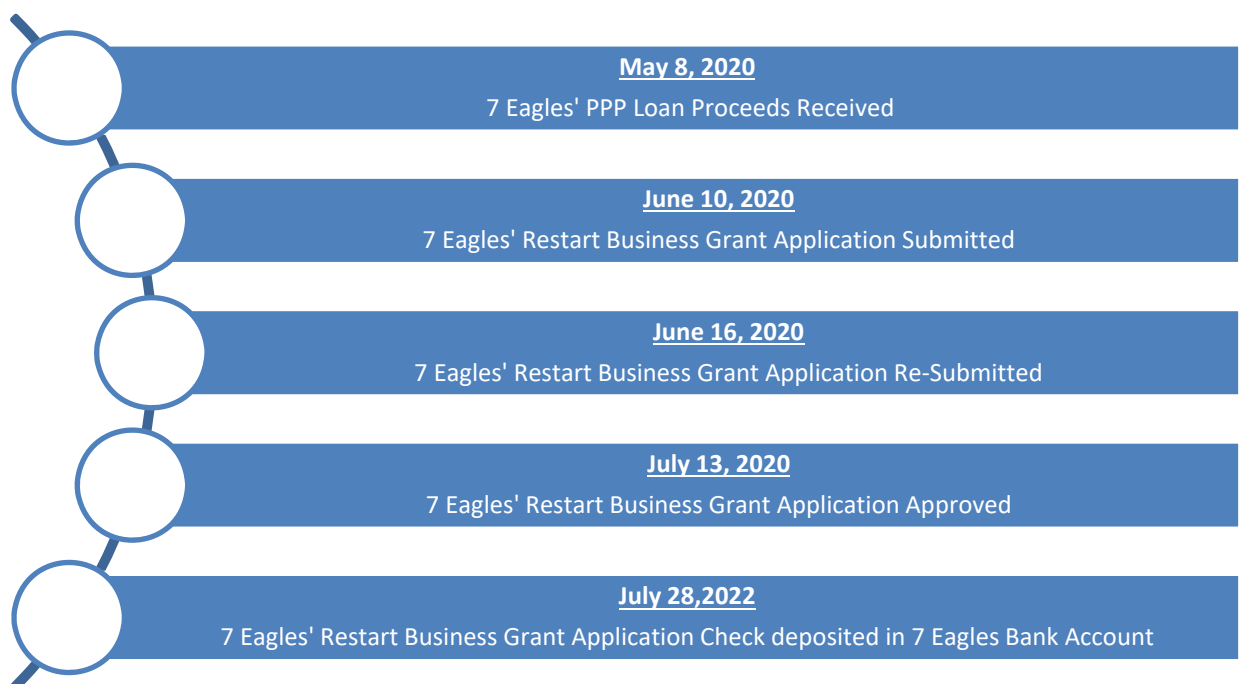 May 8, 2020
7 Eagles' PPP Loan Proceeds Received
June 10, 2020
7 Eagles' Restart Business Grant Application Submitted
June 16, 2020
7 Eagles' Restart Business Grant Application Re-Submitted
July 13, 2020
7 Eagles' Restart Business Grant Application Approved
July 28,2022
7 Eagles' Restart Business Grant Application Check deposited in 7 Eagles Bank Account